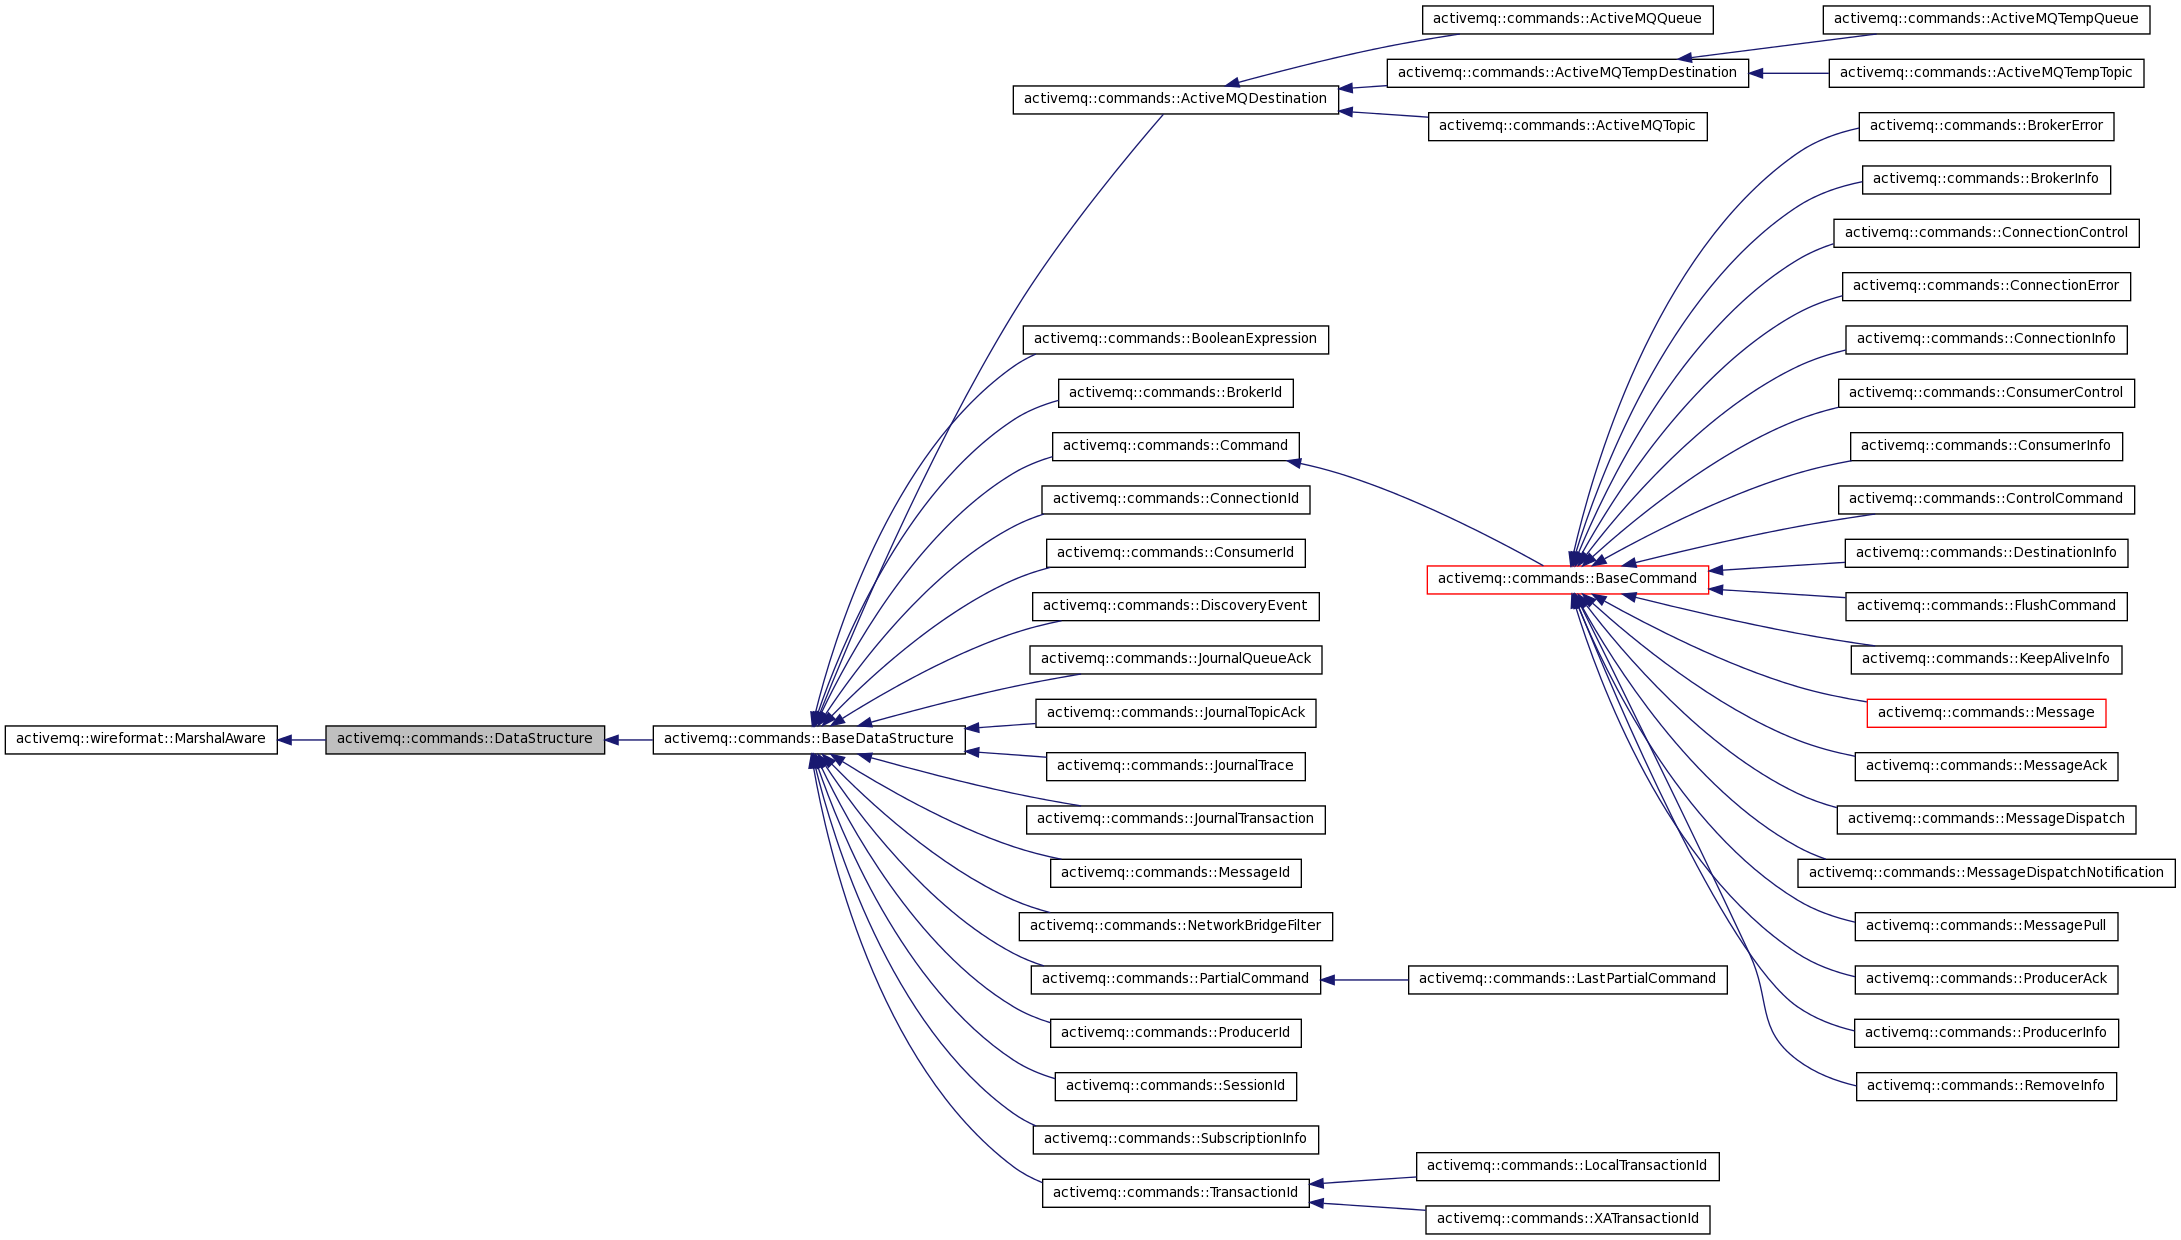 activemq::wireformat::MarshalAware
activemq::commands::DataStructure
activemq::commands::BaseDataStructure
activemq::commands::ActiveMQDestination
activemq::commands::BooleanExpression
activemq::commands::BrokerId
activemq::commands::Command
activemq::commands::ConnectionId
activemq::commands::ConsumerId
activemq::commands::DiscoveryEvent
activemq::commands::JournalQueueAck
activemq::commands::JournalTopicAck
activemq::commands::JournalTrace
activemq::commands::JournalTransaction
activemq::commands::MessageId
activemq::commands::NetworkBridgeFilter
activemq::commands::PartialCommand
activemq::commands::ProducerId
activemq::commands::SessionId
activemq::commands::SubscriptionInfo
activemq::commands::TransactionId
activemq::commands::ActiveMQQueue
activemq::commands::ActiveMQTempDestination
activemq::commands::ActiveMQTopic
activemq::commands::BaseCommand
activemq::commands::LastPartialCommand
activemq::commands::LocalTransactionId
activemq::commands::XATransactionId
activemq::commands::ActiveMQTempQueue
activemq::commands::ActiveMQTempTopic
activemq::commands::BrokerError
activemq::commands::BrokerInfo
activemq::commands::ConnectionControl
activemq::commands::ConnectionError
activemq::commands::ConnectionInfo
activemq::commands::ConsumerControl
activemq::commands::ConsumerInfo
activemq::commands::ControlCommand
activemq::commands::DestinationInfo
activemq::commands::FlushCommand
activemq::commands::KeepAliveInfo
activemq::commands::Message
activemq::commands::MessageAck
activemq::commands::MessageDispatch
activemq::commands::MessageDispatchNotification
activemq::commands::MessagePull
activemq::commands::ProducerAck
activemq::commands::ProducerInfo
activemq::commands::RemoveInfo